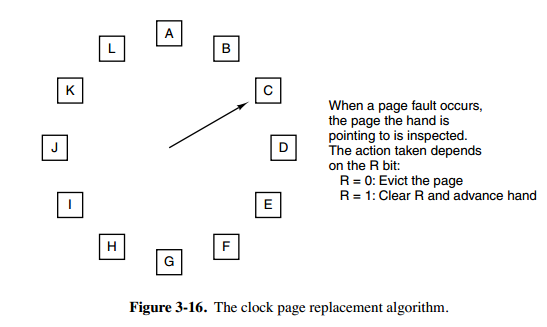 A
L
B
K
C
When a page fault occurs,
the page the hand is
pointing to is inspected.
The action taken depends
on the R bit:
R = 0: Evict the page
R = 1: Clear R and advance hand
J
D
I
E
H
F
G
Figure 3-16. The clock page replacement algorithm.